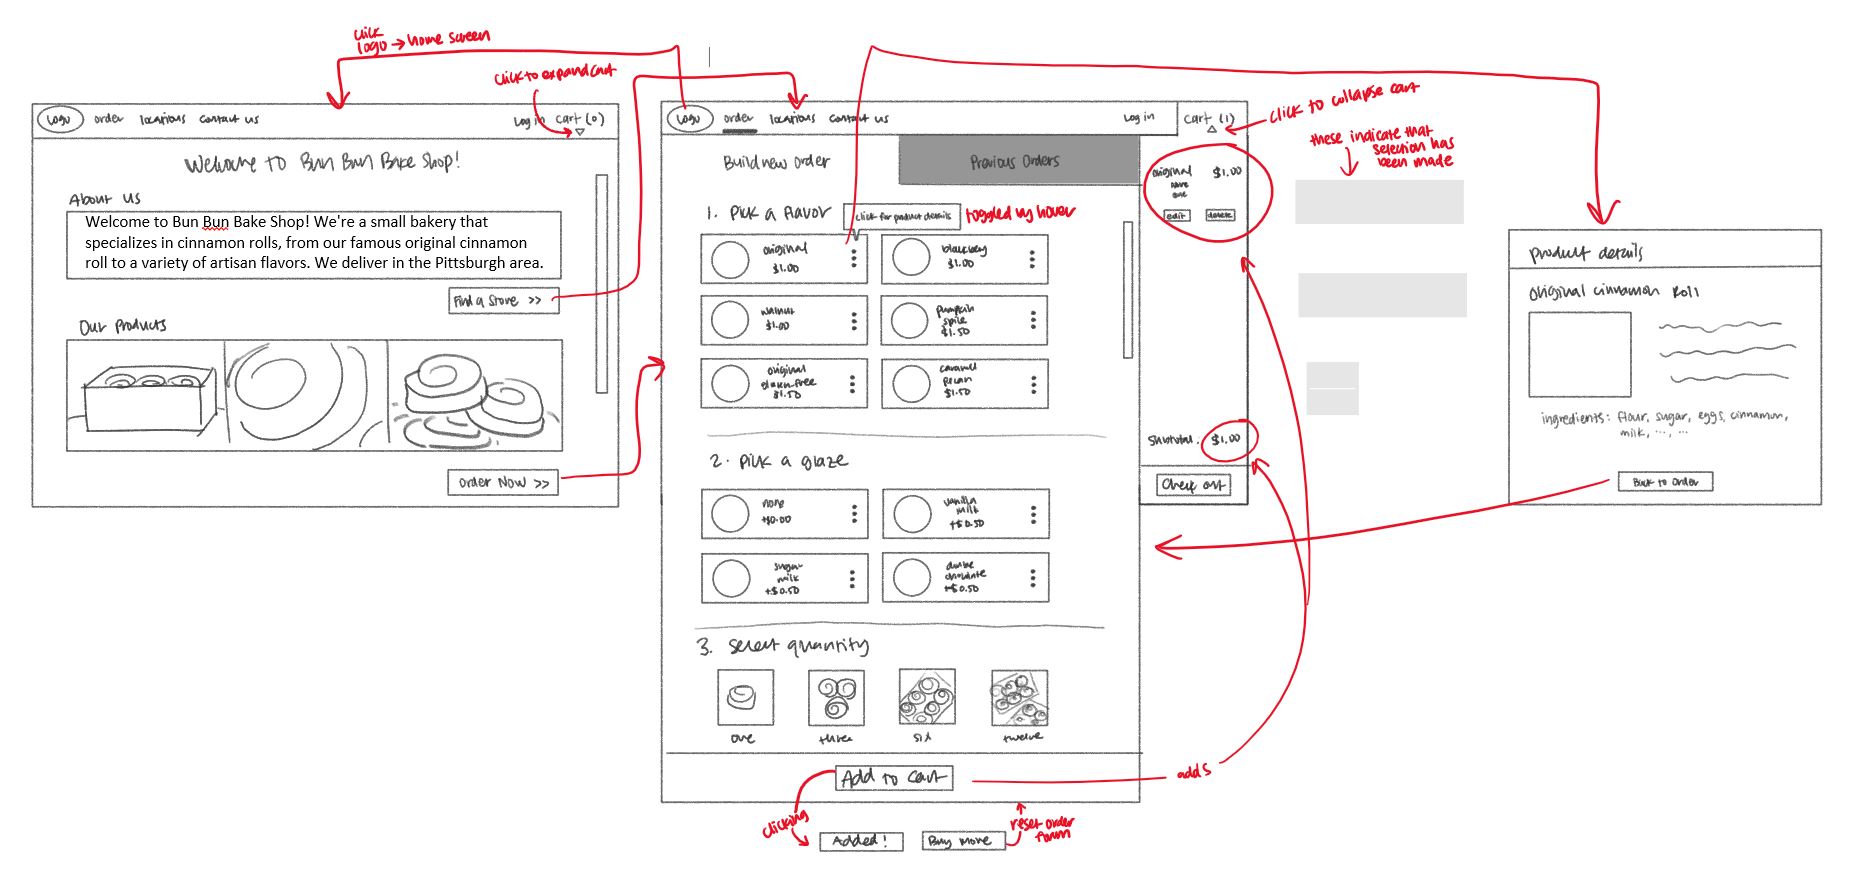 click
logo → home screen
click to expand cart
Logo order locations contact us Log in cart (0)
Welcome to Bun Bun Bake Shop!
About Us
Welcome to Bun Bun Bake Shop! We're a small bakery that
specializes in cinnamon rolls, from our famous original cinnamon
roll to a variety of artisan flavors. We deliver in the Pittsburgh area.
Find a Store >>
Our Products
Order Now >>
Logo order locations contact us Log in Cart (1)
click to collapse cart
Build new order
Previous Orders
1. Pick a flavor
click for product details
toggled by hover
original
$1.00
blackberry
$1.00
walnut
$1.00
pumpkin
spice
$1.50
original
gluten-free
$1.50
caramel
pecan
$1.50
2. Pick a glaze
none
+$0.00
vanilla
milk
+$0.50
sugar
milk
+$0.50
double
chocolate
+$0.50
3. select quantity
one
three
six
twelve
Add to Cart
clicking
Added!
Buy More
reset order
form
adds
original $1.00
none
one
edit
delete
Subtotal: $1.00
Check out
these indicate that
selection has
been made
product details
original cinnamon roll
ingredients: flour, sugar, eggs, cinnamon,
milk, ..., ...
Back to order